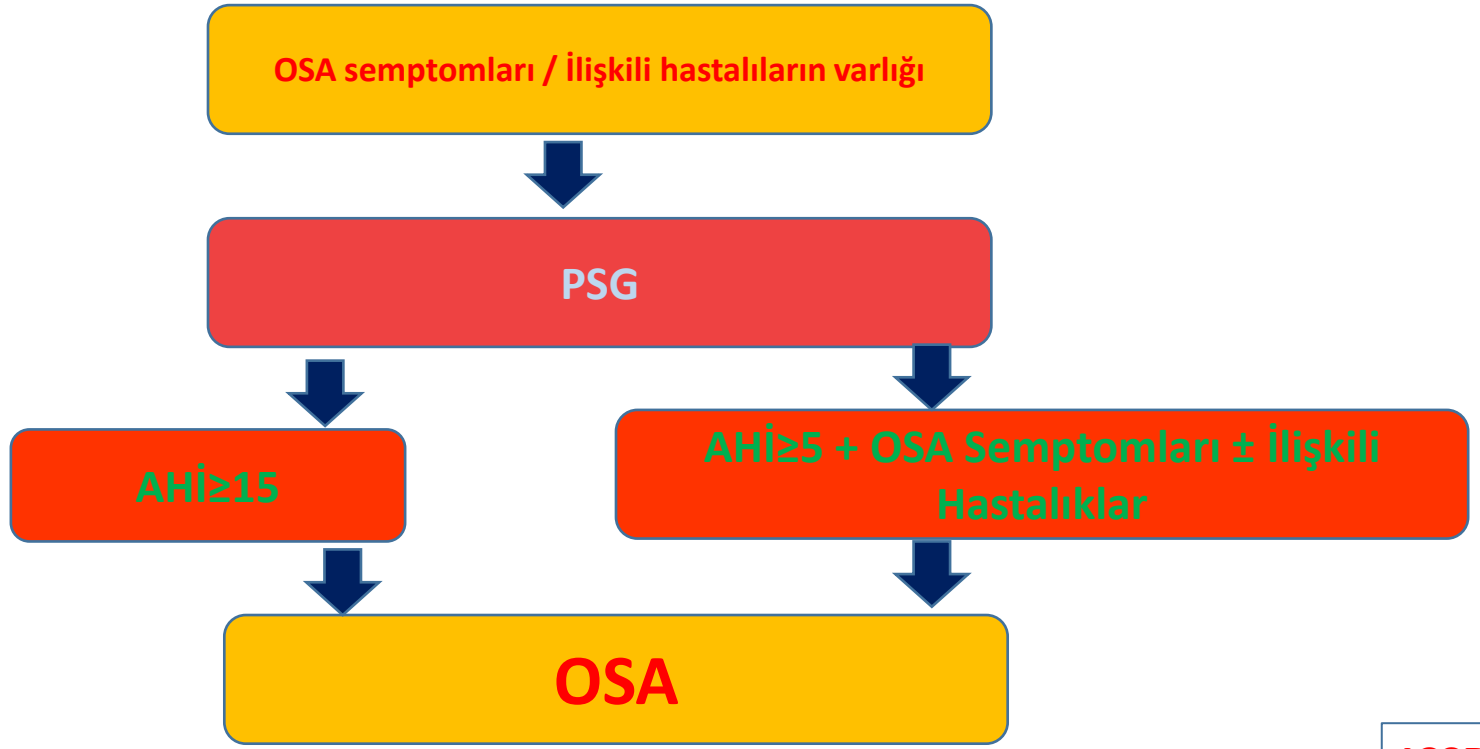 OSA semptomları / İlişkili hastalıların varlığı
PSG
AHİ≥15
AHİ≥5 + OSA Semptomları ± İlişkili
Hastalıklar
OSA